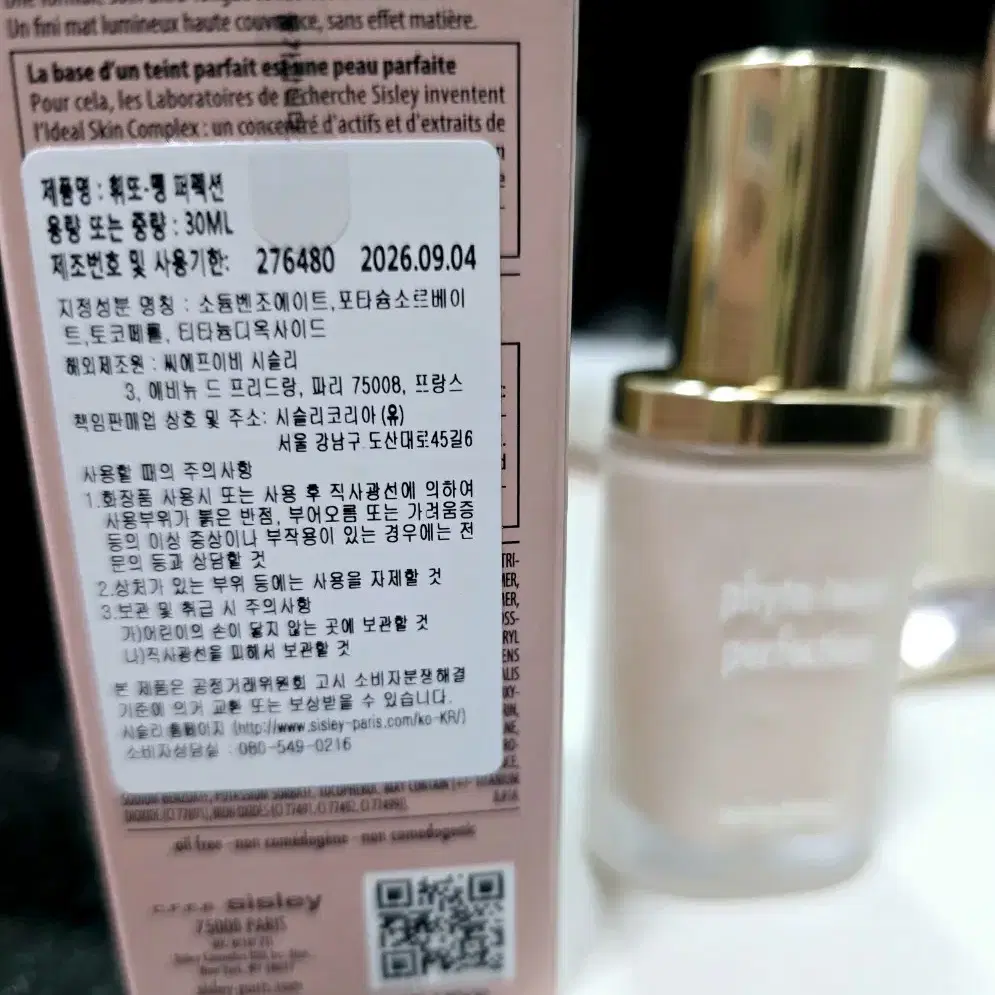 Un fini mat lumineux haute couvrance, sans effet matière.
La base d'un teint parfait est une peau parfaite
Pour cela, les Laboratoires de recherche Sisley inventent
l'Ideal Skin Complex : un concentré d'actifs et d'extraits de
제품명 : 휘또-뗑 퍼펙션
용량 또는 중량 : 30ML
제조번호 및 사용기한: 276480 2026.09.04
지정성분 명칭 : 소듐벤조에이트,포타슘소르베이
트,토코페롤, 티타늄디옥사이드
해외제조원 : 씨에프이비 시슬리
3, 에비뉴 드 프리드랑, 파리 75008, 프랑스
책임판매업 상호 및 주소: 시슬리코리아(유)
서울 강남구 도산대로45길6
사용할 때의 주의사항
1.화장품 사용시 또는 사용 후 직사광선에 의하여
사용부위가 붉은 반점, 부어오름 또는 가려움증
등의 이상 증상이나 부작용이 있는 경우에는 전
문의 등과 상담할 것
2.상처가 있는 부위 등에는 사용을 자제할 것
3.보관 및 취급 시 주의사항
가)어린이의 손이 닿지 않는 곳에 보관할 것
나)직사광선을 피해서 보관할 것
본 제품은 공정거래위원회 고시 소비자분쟁해결
기준에 의거 교환 또는 보상받을 수 있습니다.
시슬리 홈페이지 (http://www.sisley-paris.com/ko-KR/)
소비자상담실 : 080-549-0216
oil free - non comédogène - non comedogenic
sisley
75008 PARIS
sisley-paris.com
phyto-teint
perfection